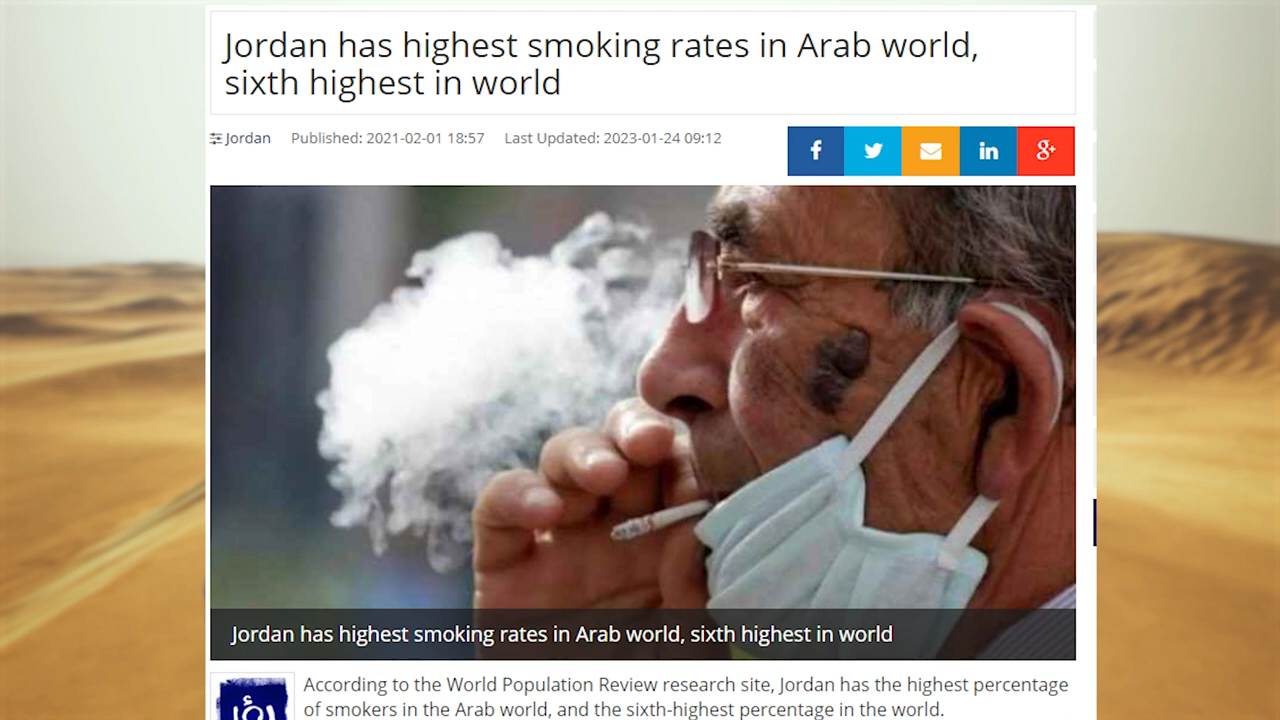 Jordan has highest smoking rates in Arab world,
sixth highest in world
Jordan Published: 2021-02-01 18:57 Last Updated: 2023-01-24 09:12
f in g+
Jordan has highest smoking rates in Arab world, sixth highest in world
According to the World Population Review research site, Jordan has the highest percentage
of smokers in the Arab world, and the sixth-highest percentage in the world.